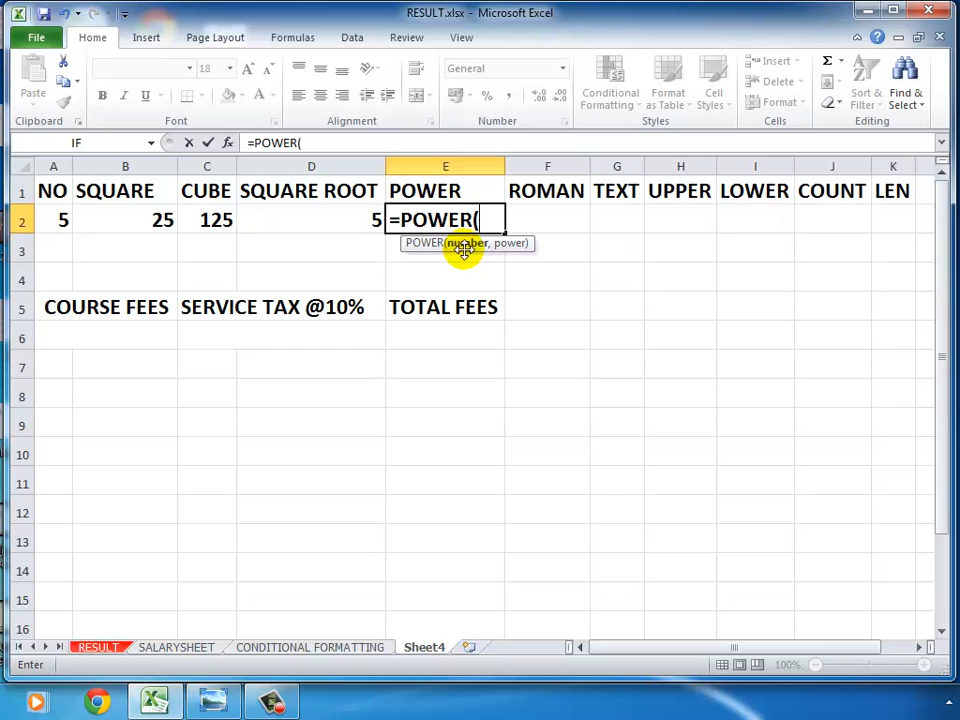 RESULT.xlsx - Microsoft Excel
File Home Insert Page Layout Formulas Data Review View
18 A A General Σ Insert
Paste B I U A % , Conditional Formatting Format as Table Cell Styles Delete Format Sort & Filter Find & Select
Clipboard Font Alignment Number Styles Cells Editing
IF fx =POWER(
A B C D E F G H I J K
1 NO SQUARE CUBE SQUARE ROOT POWER ROMAN TEXT UPPER LOWER COUNT LEN
2 5 25 125 5 =POWER(
3 POWER(number, power)
4
5 COURSE FEES SERVICE TAX @10% TOTAL FEES
6
7
8
9
10
11
12
13
14
15
16
RESULT SALARYSHEET CONDITIONAL FORMATTING Sheet4
Enter 100%